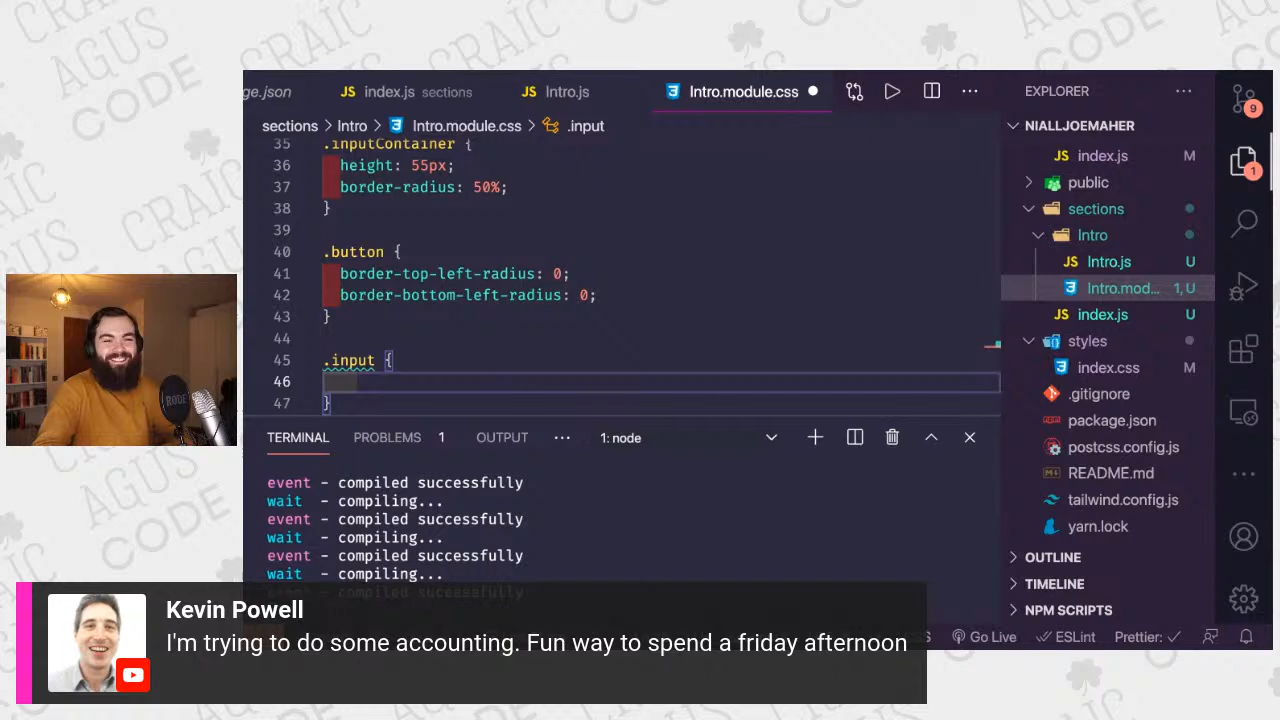 CRAIC
AGUS
CODE
ge.json
JS index.js sections
JS Intro.js
Intro.module.css
EXPLORER
sections > Intro > Intro.module.css > .input
NIALLJOEMAHER
35 .inputContainer {
36 height: 55px;
37 border-radius: 50%;
38 }
39
40 .button {
41 border-top-left-radius: 0;
42 border-bottom-left-radius: 0;
43 }
44
45 .input {
46
47 }
JS index.js M
public
sections
Intro
JS Intro.js U
Intro.mod... 1, U
JS index.js U
styles
index.css M
.gitignore
package.json
postcss.config.js
README.md
tailwind.config.js
yarn.lock
OUTLINE
TIMELINE
NPM SCRIPTS
9
1
TERMINAL PROBLEMS 1 OUTPUT ... 1: node
event - compiled successfully
wait - compiling...
event - compiled successfully
wait - compiling...
event - compiled successfully
wait - compiling...
S Go Live ESLint Prettier: ✓
RODE
Kevin Powell
I'm trying to do some accounting. Fun way to spend a friday afternoon